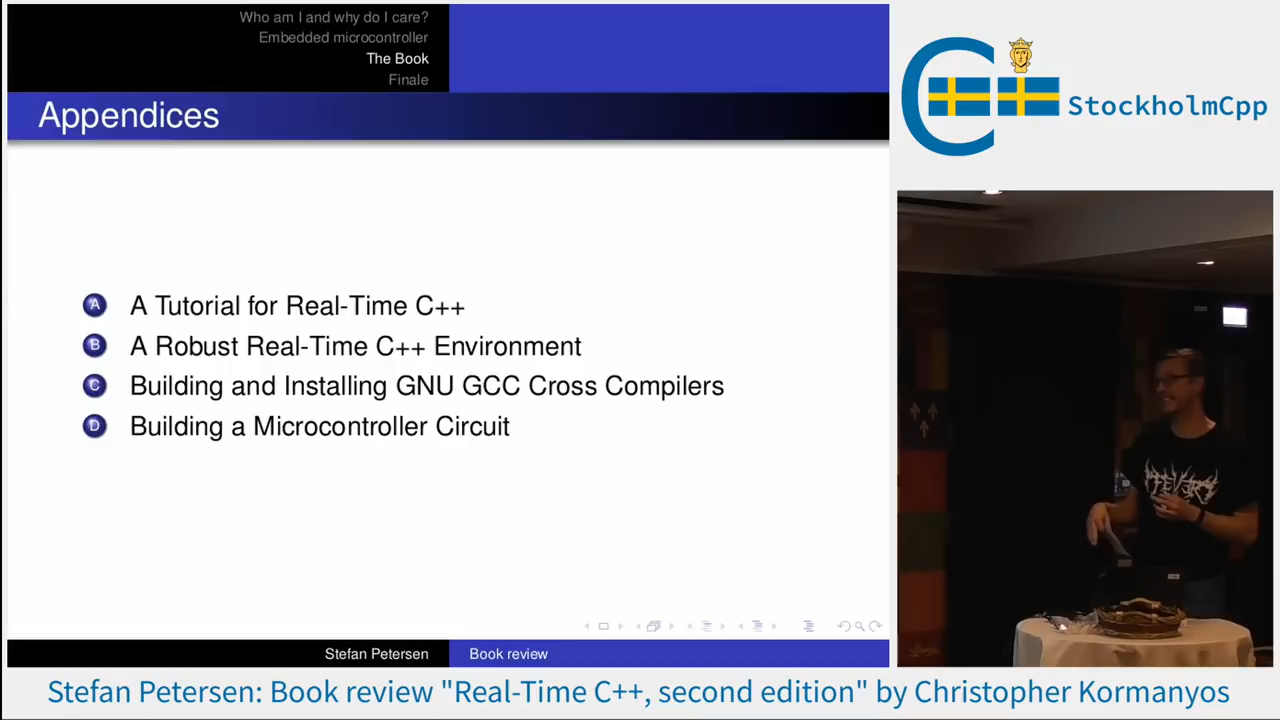 Who am I and why do I care?
Embedded microcontroller
The Book
Finale
Appendices
A A Tutorial for Real-Time C++
B A Robust Real-Time C++ Environment
C Building and Installing GNU GCC Cross Compilers
D Building a Microcontroller Circuit
Stefan Petersen Book review
C++ StockholmCpp
Stefan Petersen: Book review "Real-Time C++, second edition" by Christopher Kormanyos